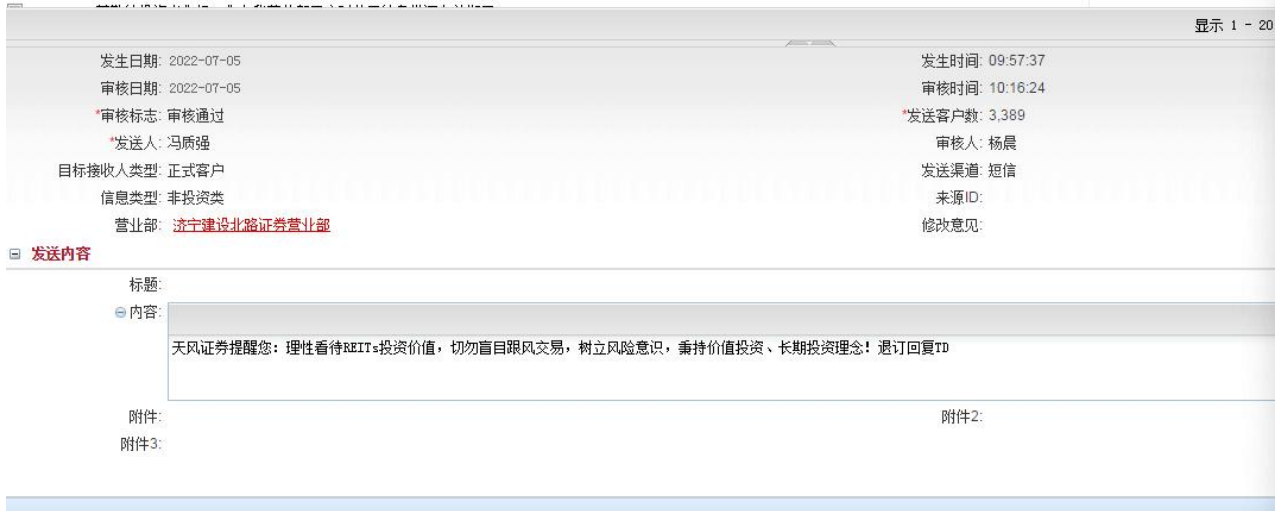 显示 1 - 20
发生日期: 2022-07-05 发生时间: 09:57:37
审核日期: 2022-07-05 审核时间: 10:16:24
*审核标志: 审核通过 *发送客户数: 3,389
*发送人: 冯质强 审核人: 杨晨
目标接收人类型: 正式客户 发送渠道: 短信
信息类型: 非投资类 来源ID:
营业部: 济宁建设北路证券营业部 修改意见:
发送内容
标题:
内容:
天风证券提醒您: 理性看待REITs投资价值, 切勿盲目跟风交易, 树立风险意识, 秉持价值投资、长期投资理念! 退订回复TD
附件: 附件2:
附件3: